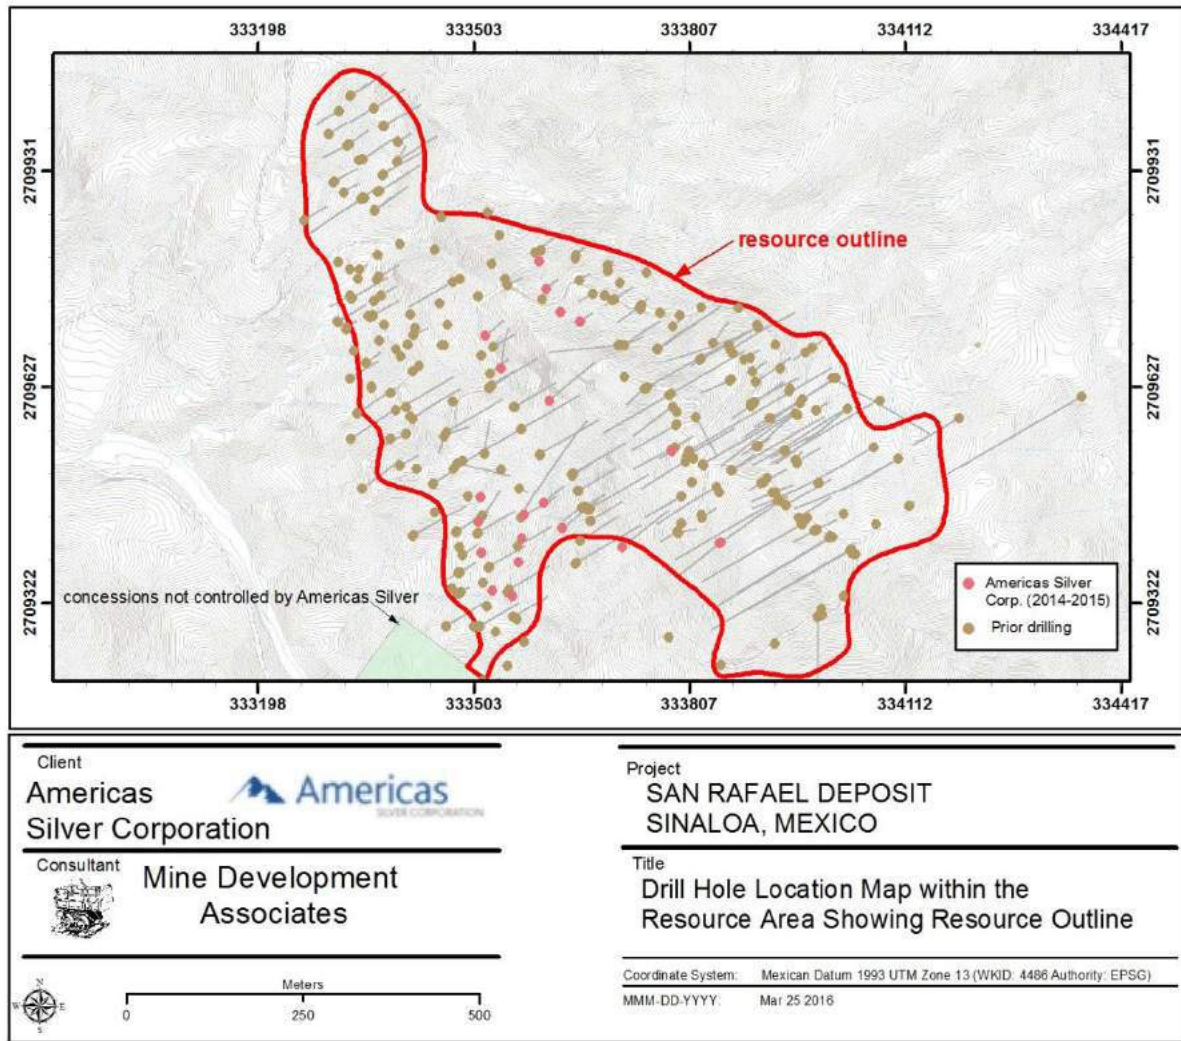 333198 333503 333807 334112 334417
2709931
2709931
resource outline
2709627
2709627
Americas Silver
Corp. (2014-2015)
Prior drilling
2709322
2709322
concessions not controlled by Americas Silver
333198 333503 333807 334112 334417
Client
Americas
Silver Corporation
Americas
SILVER CORPORATION
Consultant
Mine Development
Associates
N
W E
S
Meters
0 250 500
Project
SAN RAFAEL DEPOSIT
SINALOA, MEXICO
Title
Drill Hole Location Map within the
Resource Area Showing Resource Outline
Coordinate System: Mexican Datum 1993 UTM Zone 13 (WKID: 4486 Authority: EPSG)
MMM-DD-YYYY: Mar 25 2016